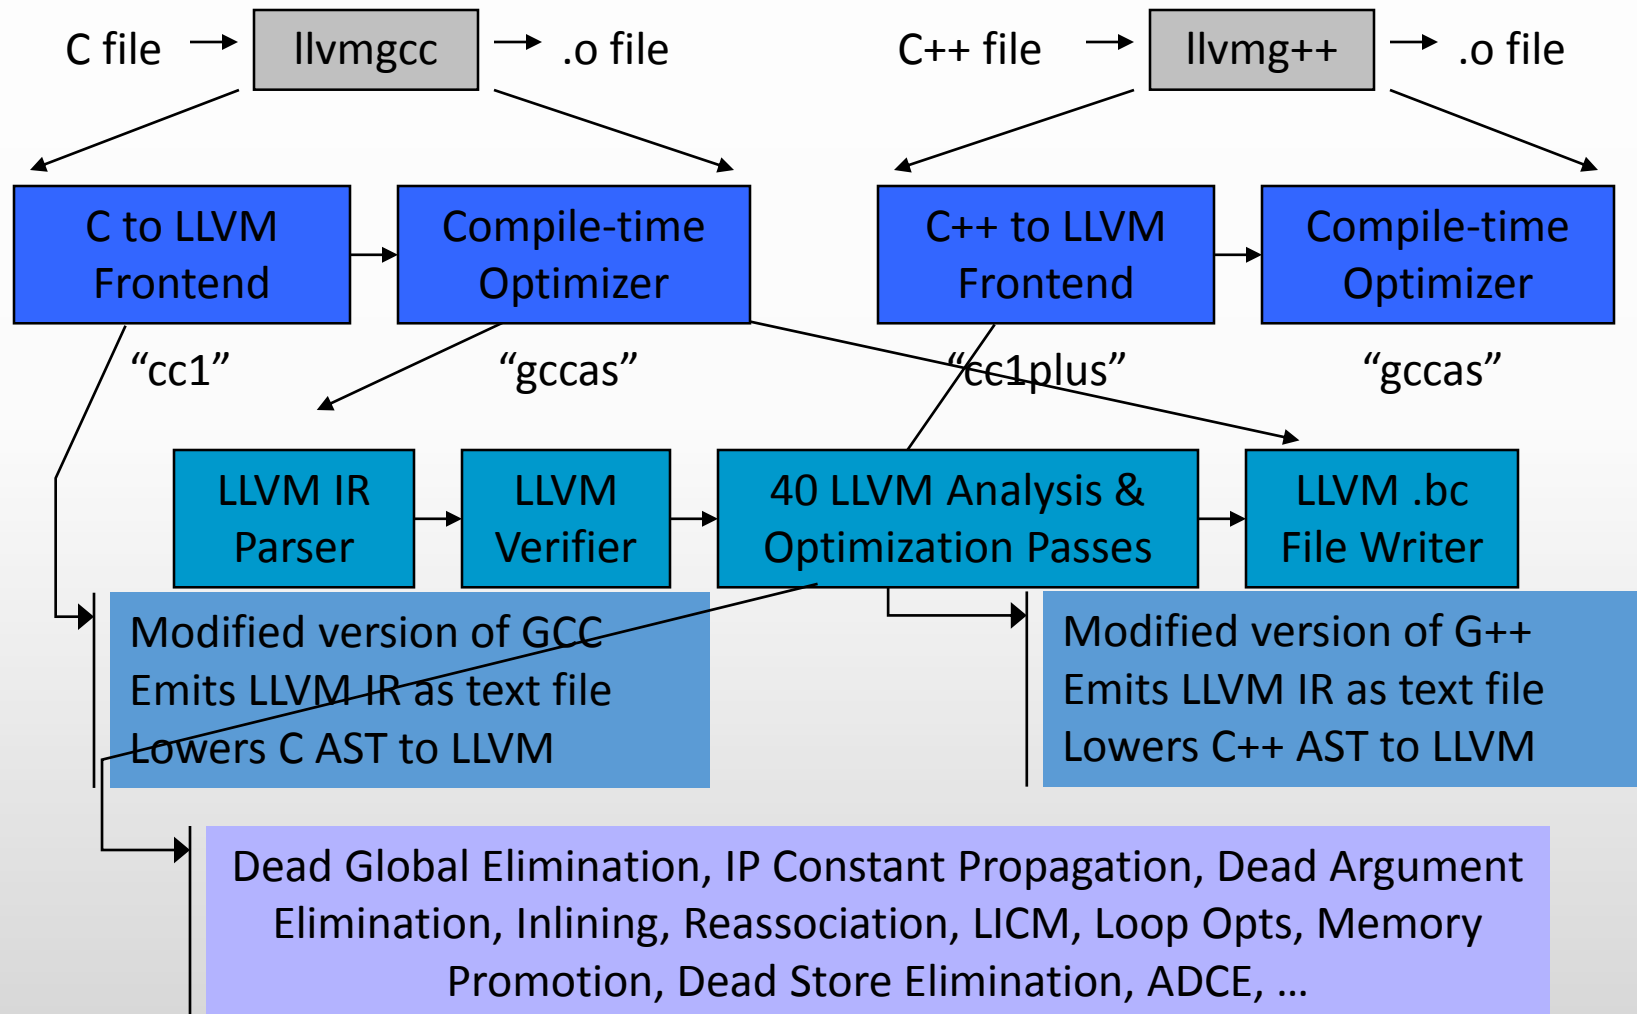 C file
llvmgcc
.o file
C++ file
llvmg++
.o file
C to LLVM
Frontend
Compile-time
Optimizer
C++ to LLVM
Frontend
Compile-time
Optimizer
“cc1”
“gccas”
“cc1plus”
“gccas”
LLVM IR
Parser
LLVM
Verifier
40 LLVM Analysis &
Optimization Passes
LLVM .bc
File Writer
Modified version of GCC
Emits LLVM IR as text file
Lowers C AST to LLVM
Modified version of G++
Emits LLVM IR as text file
Lowers C++ AST to LLVM
Dead Global Elimination, IP Constant Propagation, Dead Argument
Elimination, Inlining, Reassociation, LICM, Loop Opts, Memory
Promotion, Dead Store Elimination, ADCE, …